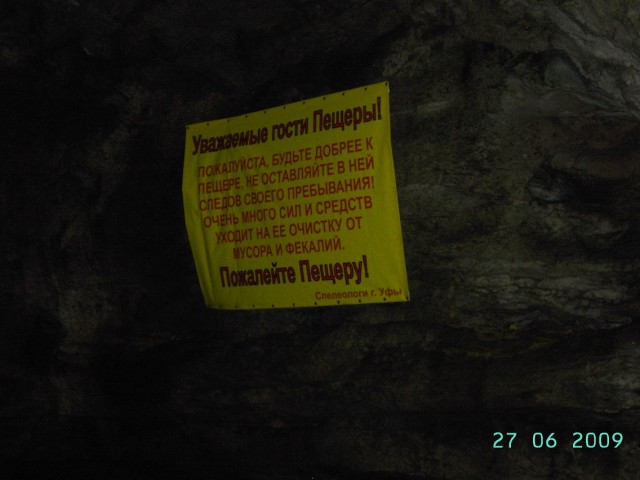 Уважаемые гости Пещеры!
ПОЖАЛУЙСТА, БУДЬТЕ ДОБРЕЕ К
ПЕЩЕРЕ, НЕ ОСТАВЛЯЙТЕ В НЕЙ
СЛЕДОВ СВОЕГО ПРЕБЫВАНИЯ!
ОЧЕНЬ МНОГО СИЛ И СРЕДСТВ
УХОДИТ НА ЕЕ ОЧИСТКУ ОТ
МУСОРА И ФЕКАЛИЙ.
Пожалейте Пещеру!
Спелеологи г. Уфы
27 06 2009